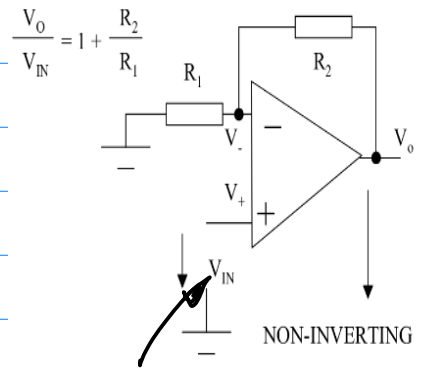 V_O / V_IN = 1 + R_2 / R_1
R_1
R_2
V_-
−
V_o
V_+
+
V_IN
NON-INVERTING